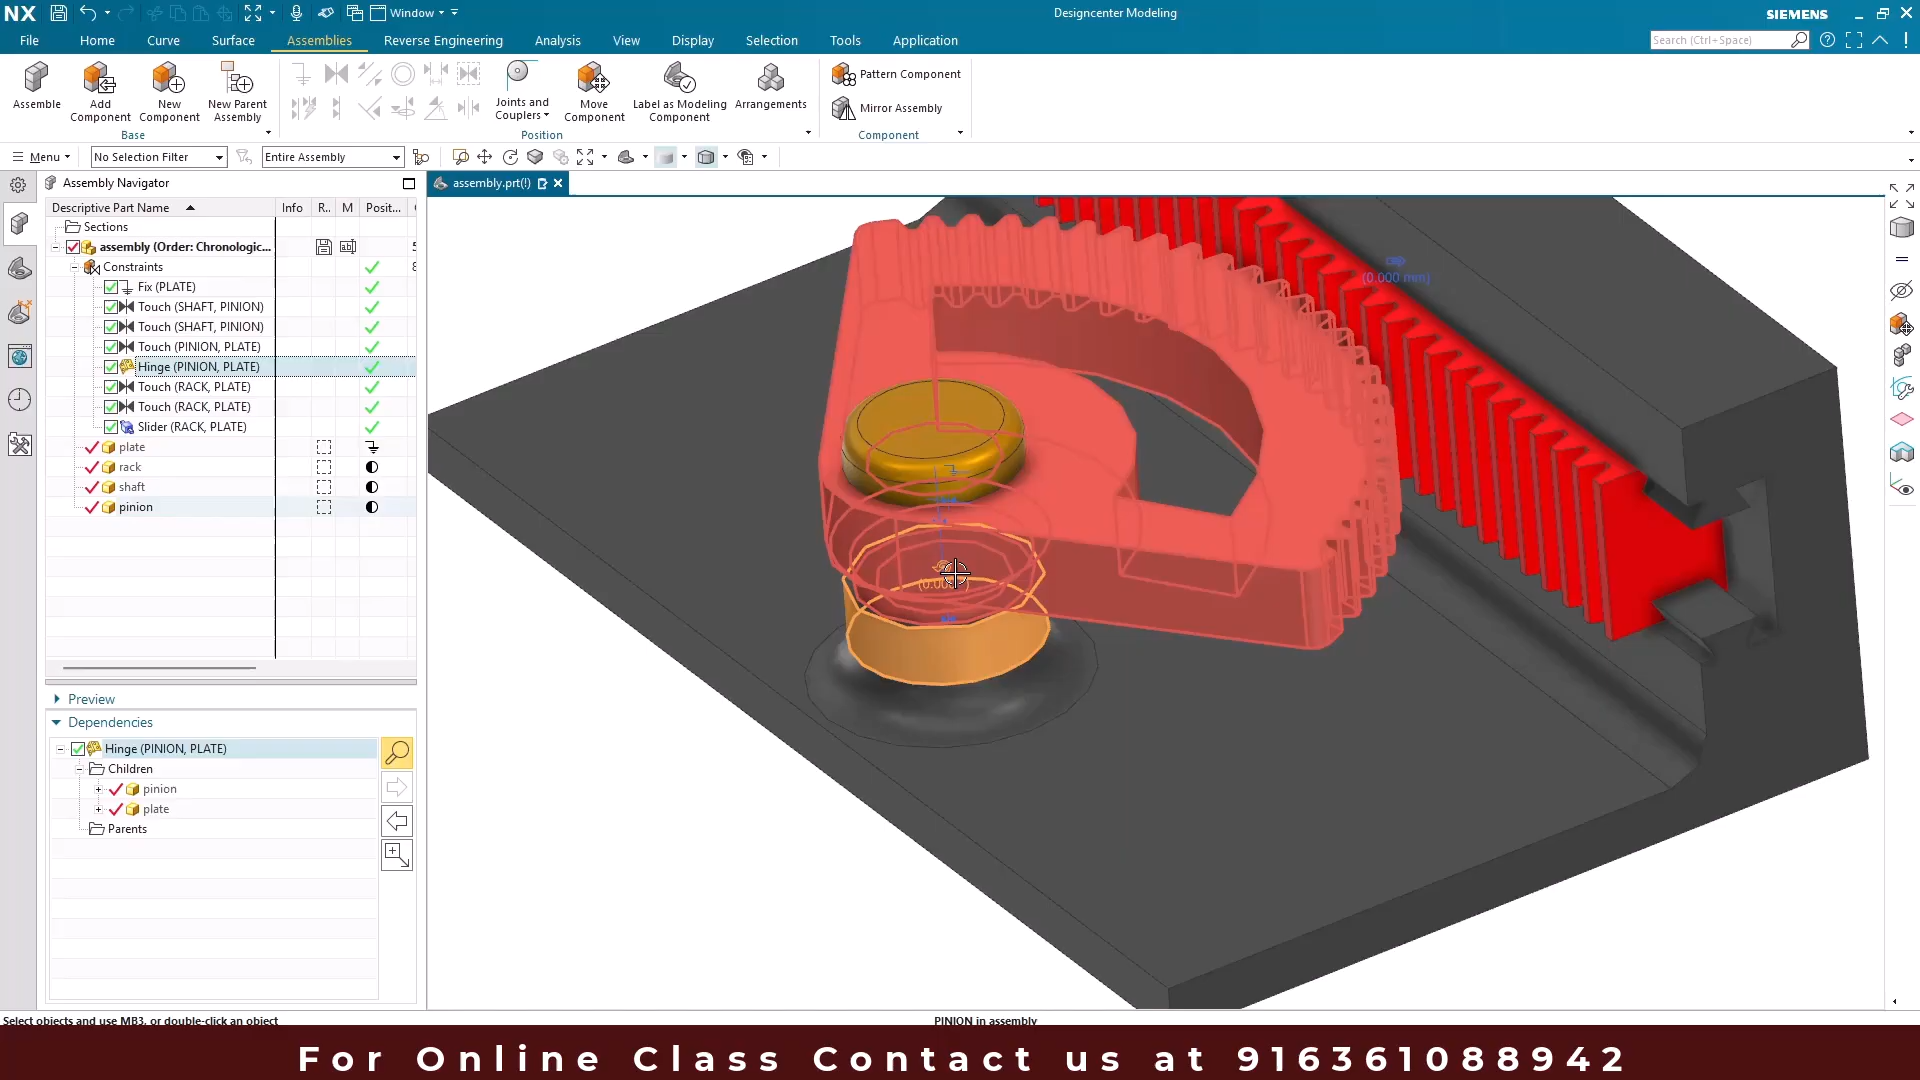 NX Window Designcenter Modeling SIEMENS
File Home Curve Surface Assemblies Reverse Engineering Analysis View Display Selection Tools Application Search (Ctrl+Space)
Assemble
Add Component
New Component
New Parent Assembly
Base
Joints and Couplers
Move Component
Label as Modeling Component
Arrangements
Position
Pattern Component
Mirror Assembly
Component
Menu No Selection Filter Entire Assembly
Assembly Navigator
assembly.prt(!)
Descriptive Part Name Info R.. M Posit...
Sections
assembly (Order: Chronologic...
Constraints
Fix (PLATE)
Touch (SHAFT, PINION)
Touch (SHAFT, PINION)
Touch (PINION, PLATE)
Hinge (PINION, PLATE)
Touch (RACK, PLATE)
Touch (RACK, PLATE)
Slider (RACK, PLATE)
plate
rack
shaft
pinion
(0.000 mm)
Preview
Dependencies
Hinge (PINION, PLATE)
Children
pinion
plate
Parents
Select objects and use MB3, or double-click an object
PINION in assembly
For Online Class Contact us at 916361088942